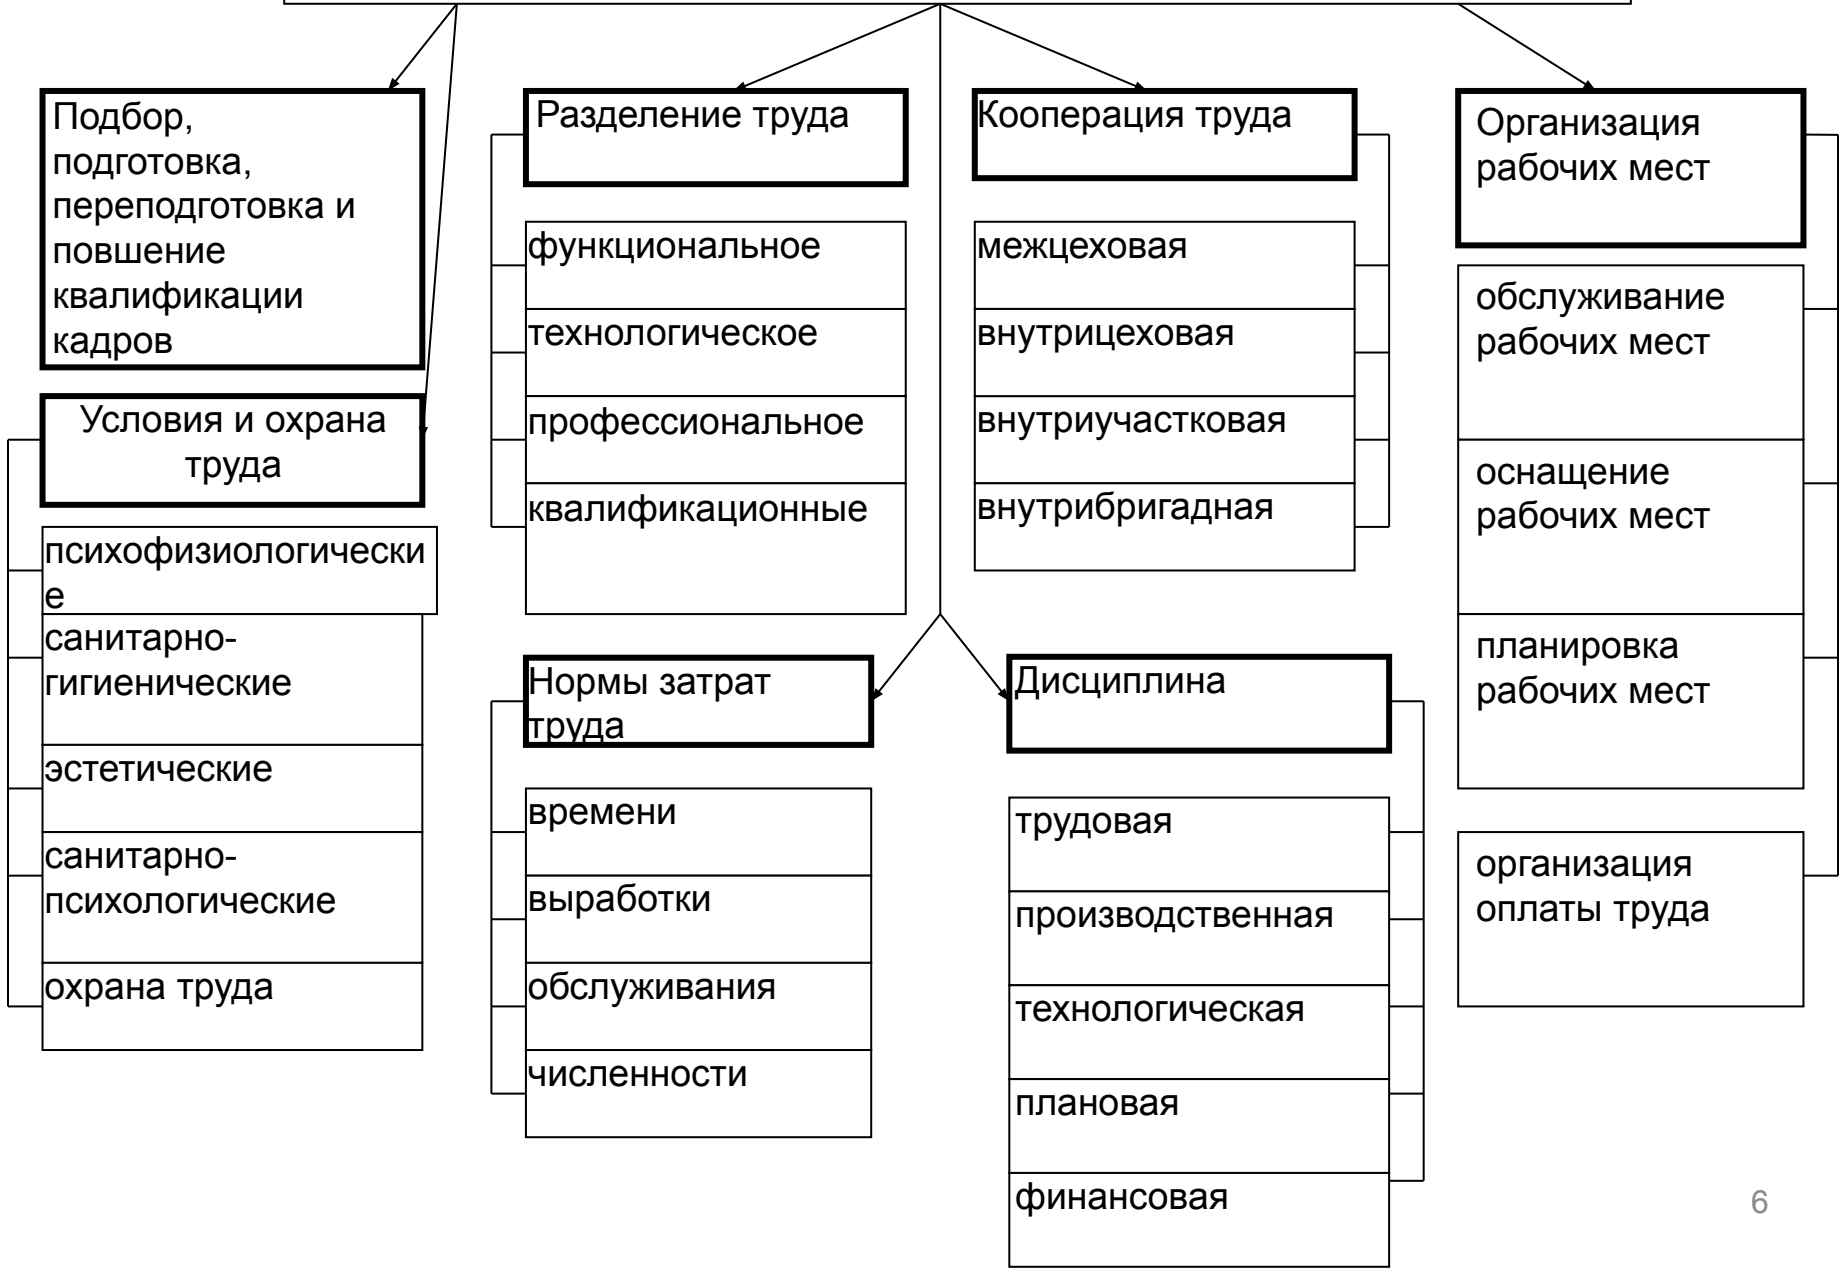 Подбор,
подготовка,
переподготовка и
повшение
квалификации
кадров
Условия и охрана
труда
психофизиологически
е
санитарно-
гигиенические
эстетические
санитарно-
психологические
охрана труда
Разделение труда
функциональное
технологическое
профессиональное
квалификационные
Нормы затрат
труда
времени
выработки
обслуживания
численности
Кооперация труда
межцеховая
внутрицеховая
внутриучастковая
внутрибригадная
Дисциплина
трудовая
производственная
технологическая
плановая
финансовая
Организация
рабочих мест
обслуживание
рабочих мест
оснащение
рабочих мест
планировка
рабочих мест
организация
оплаты труда
6